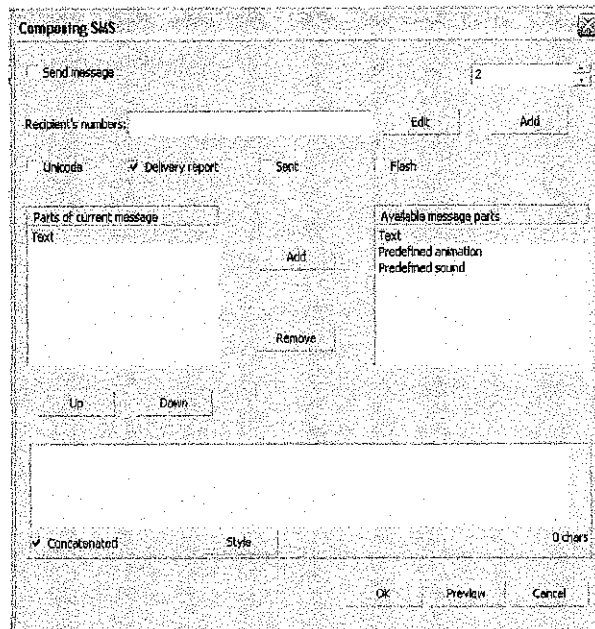 Composing SMS
Send message
2
Recipient's numbers:
Edit
Add
Unicode
Delivery report
Sent
Flash
Parts of current message
Available message parts
Text
Text
Predefined animation
Predefined sound
Add
Remove
Up
Down
Concatenated
Style
0 chars
OK
Preview
Cancel